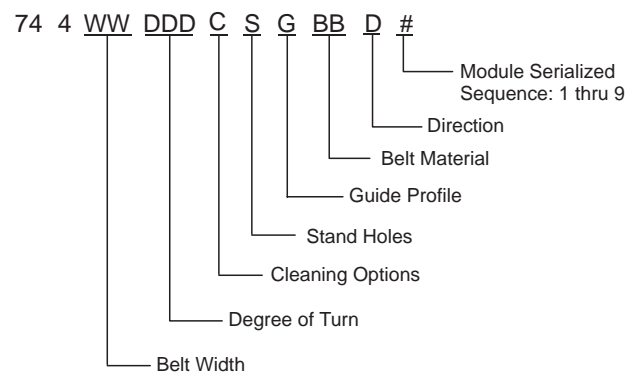 74 4 WW DDD C S G BB D #
Module Serialized
Sequence: 1 thru 9
Direction
Belt Material
Guide Profile
Stand Holes
Cleaning Options
Degree of Turn
Belt Width